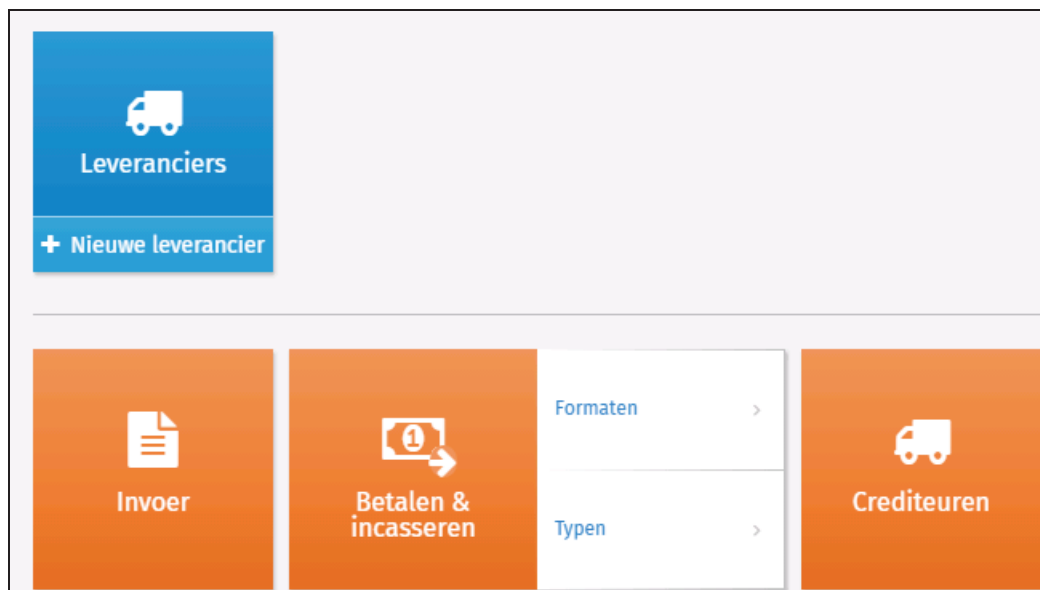 Leveranciers
+ Nieuwe leverancier
Formaten
Invoer
Betalen &
incasseren
Typen
Crediteuren